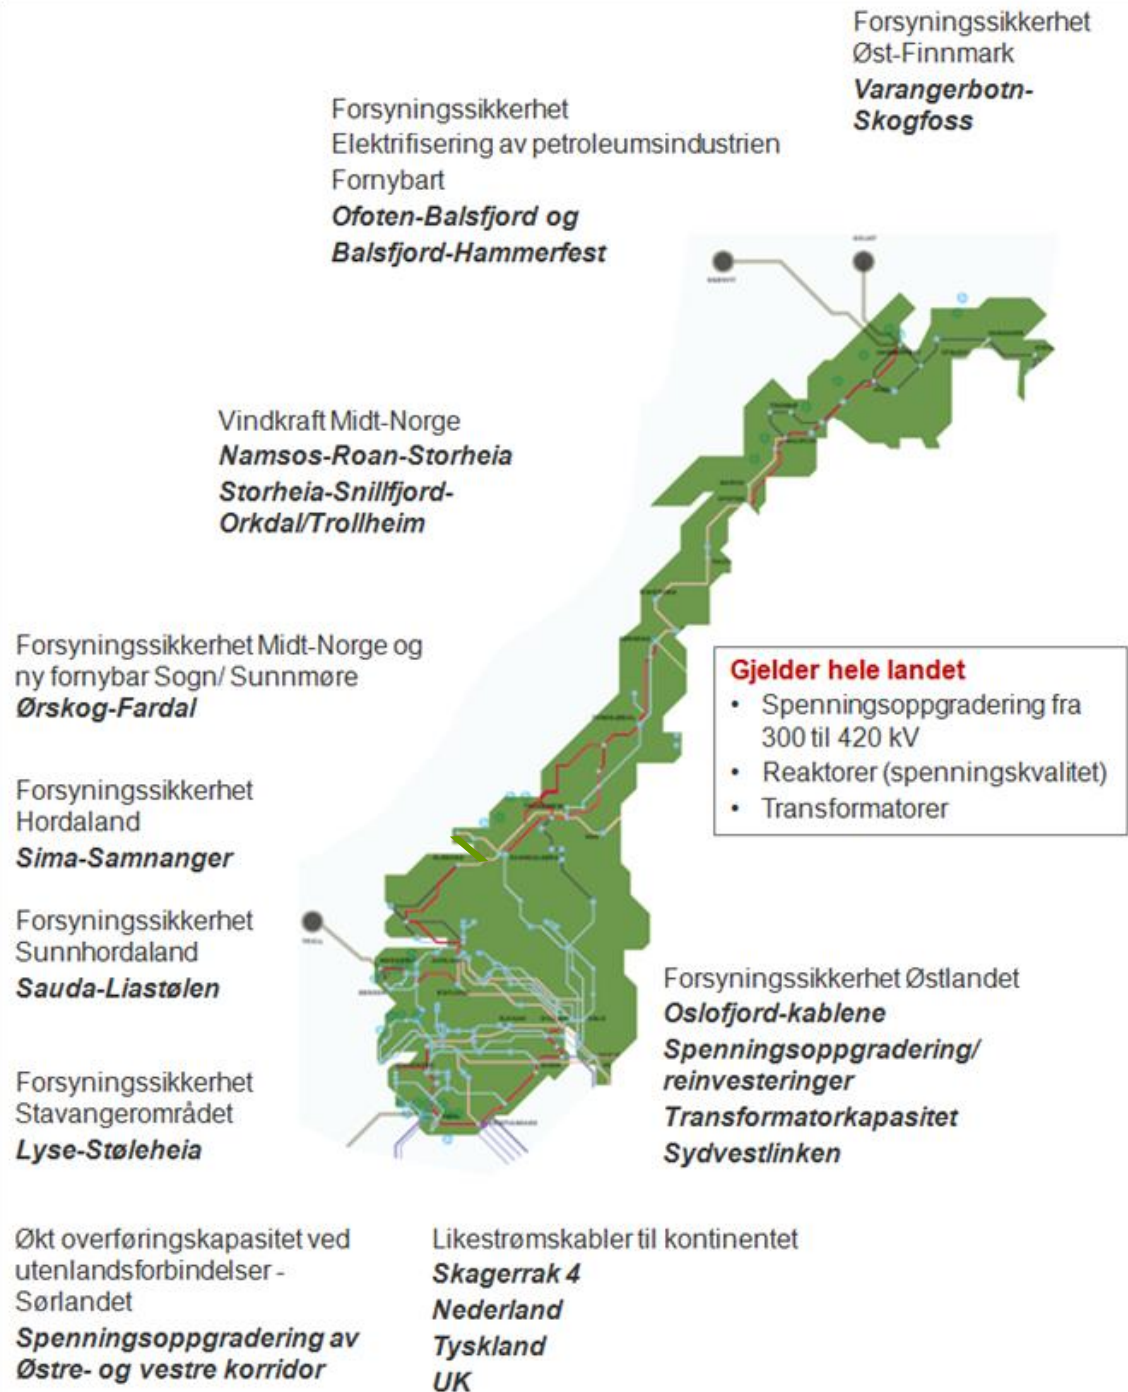 Forsyningssikkerhet
Øst-Finnmark
Varangerbotn-
Skogfoss
Forsyningssikkerhet
Elektrifisering av petroleumsindustrien
Fornybart
Ofoten-Balsfjord og
Balsfjord-Hammerfest
Vindkraft Midt-Norge
Namsos-Roan-Storheia
Storheia-Snillfjord-
Orkdal/Trollheim
Forsyningssikkerhet Midt-Norge og
ny fornybar Sogn/ Sunnmøre
Ørskog-Fardal
Gjelder hele landet
• Spenningsoppgradering fra
300 til 420 kV
• Reaktorer (spenningskvalitet)
• Transformatorer
Forsyningssikkerhet
Hordaland
Sima-Samnanger
Forsyningssikkerhet
Sunnhordaland
Sauda-Liastølen
Forsyningssikkerhet
Stavangerområdet
Lyse-Støleheia
Forsyningssikkerhet Østlandet
Oslofjord-kablene
Spenningsoppgradering/
reinvesteringer
Transformatorkapasitet
Sydvestlinken
Økt overføringskapasitet ved
utenlandsforbindelser -
Sørlandet
Spenningsoppgradering av
Østre- og vestre korridor
Likestrømskabler til kontinentet
Skagerrak 4
Nederland
Tyskland
UK